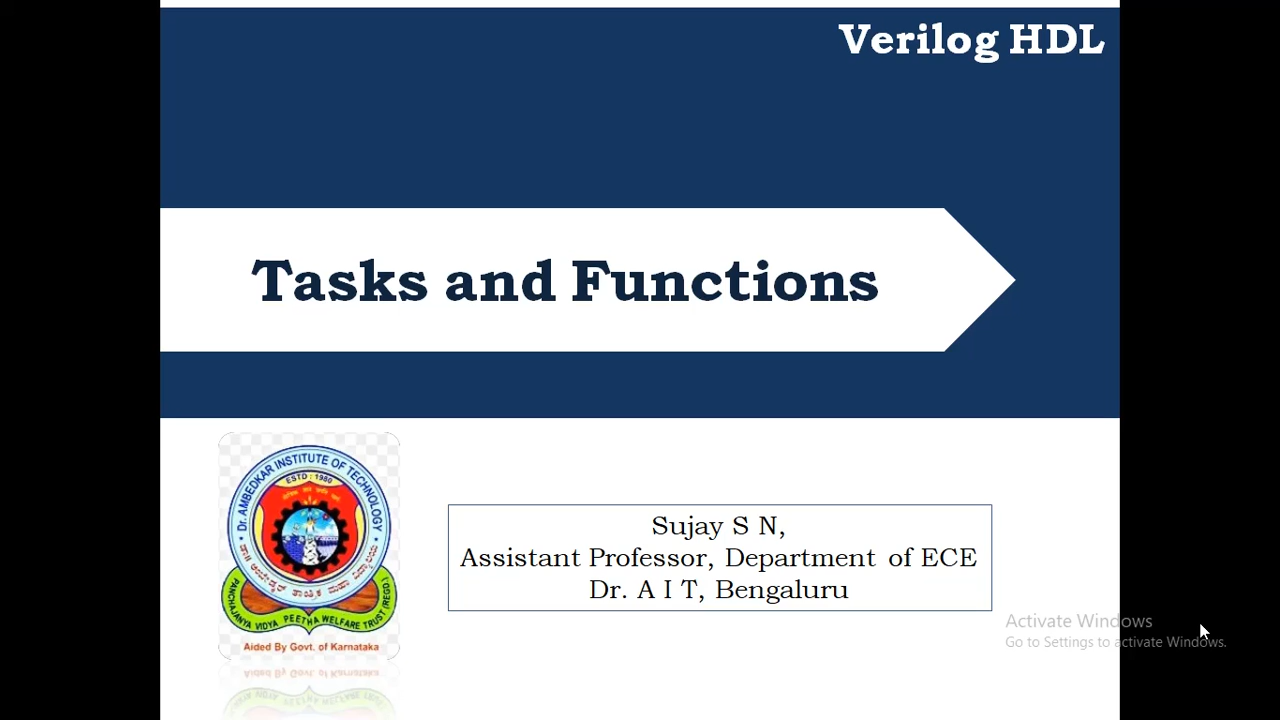 Verilog HDL
Tasks and Functions
Dr. AMBEDKAR INSTITUTE OF TECHNOLOGY
ESTD : 1980
PANCHAJANYA VIDYA PEETHA WELFARE TRUST (REGD.)
Aided By Govt. of Karnataka
Sujay S N,
Assistant Professor, Department of ECE
Dr. A I T, Bengaluru
Activate Windows
Go to Settings to activate Windows.